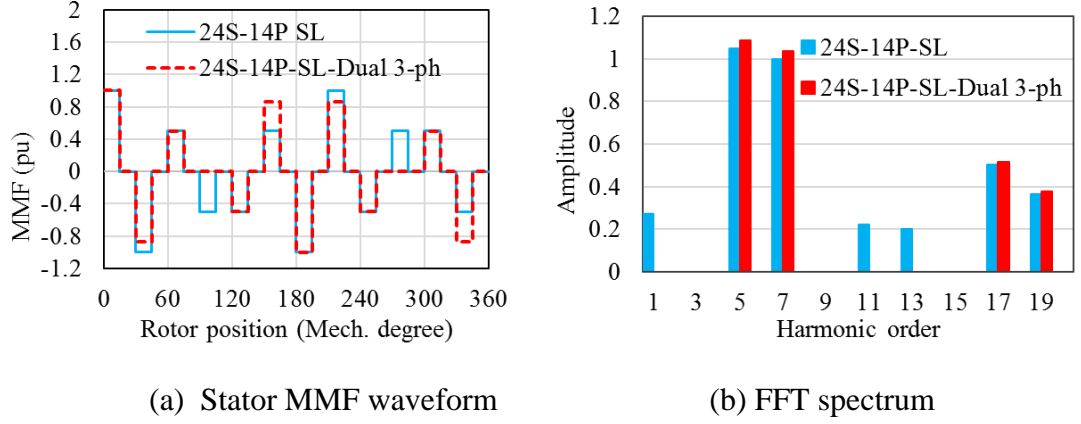 2
1.6
1.2
0.8
0.4
0
-0.4
-0.8
-1.2
MMF (pu)
24S-14P SL
24S-14P-SL-Dual 3-ph
0 60 120 180 240 300 360
Rotor position (Mech. degree)
(a) Stator MMF waveform
1.2
1
0.8
0.6
0.4
0.2
0
Amplitude
24S-14P-SL
24S-14P-SL-Dual 3-ph
1 3 5 7 9 11 13 15 17 19
Harmonic order
(b) FFT spectrum